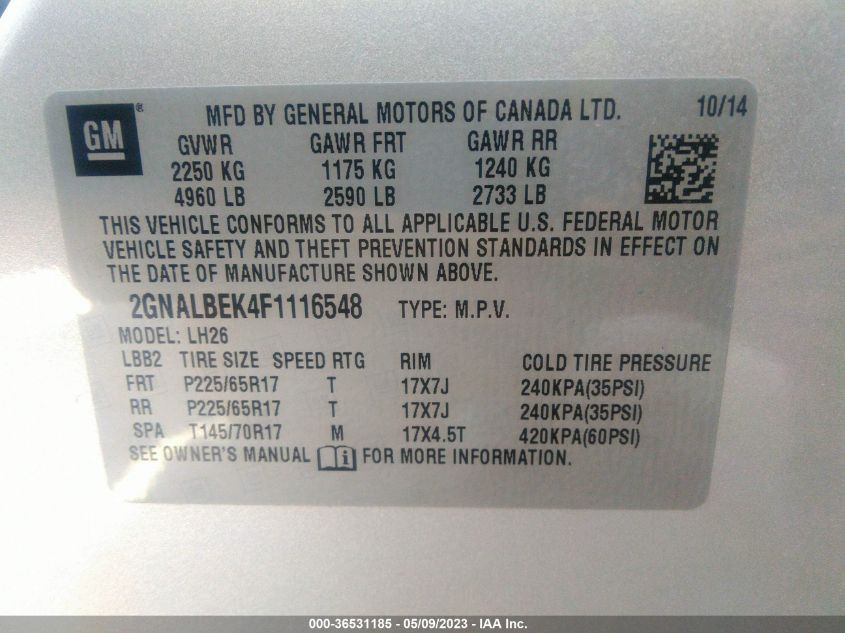 GM ® MFD BY GENERAL MOTORS OF CANADA LTD. 10/14
GVWR GAWR FRT GAWR RR
2250 KG 1175 KG 1240 KG
4960 LB 2590 LB 2733 LB
THIS VEHICLE CONFORMS TO ALL APPLICABLE U.S. FEDERAL MOTOR
VEHICLE SAFETY AND THEFT PREVENTION STANDARDS IN EFFECT ON
THE DATE OF MANUFACTURE SHOWN ABOVE.
2GNALBEK4F1116548 TYPE: M.P.V.
MODEL: LH26
LBB2 TIRE SIZE SPEED RTG RIM COLD TIRE PRESSURE
FRT P225/65R17 T 17X7J 240KPA(35PSI)
RR P225/65R17 T 17X7J 240KPA(35PSI)
SPA T145/70R17 M 17X4.5T 420KPA(60PSI)
SEE OWNER'S MANUAL i FOR MORE INFORMATION.
000-36531185 - 05/09/2023 - IAA Inc.